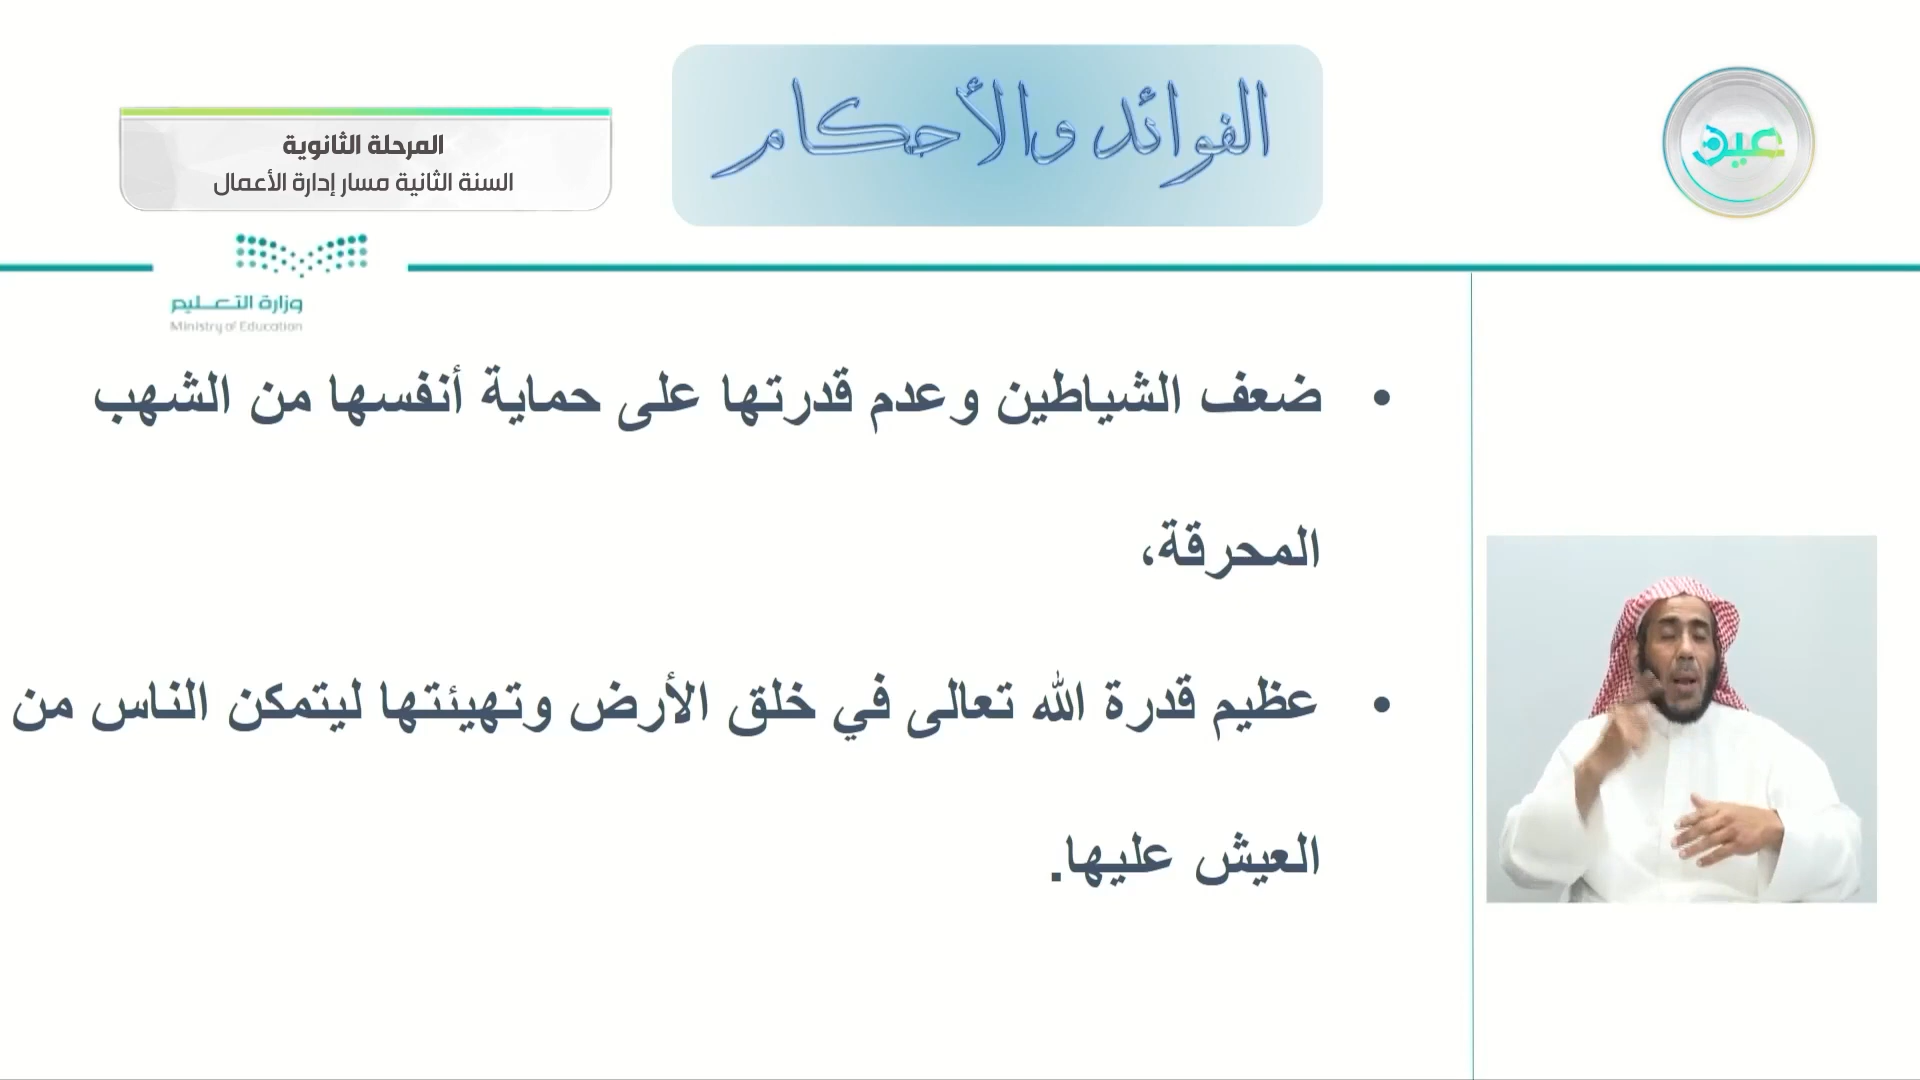 الفوائد والأحكام
المرحلة الثانوية
السنة الثانية مسار إدارة الأعمال
عين
وزارة التعليم
Ministry of Education
• ضعف الشياطين وعدم قدرتها على حماية أنفسها من الشهب
المحرقة،
• عظيم قدرة الله تعالى في خلق الأرض وتهيئتها ليتمكن الناس من
العيش عليها.